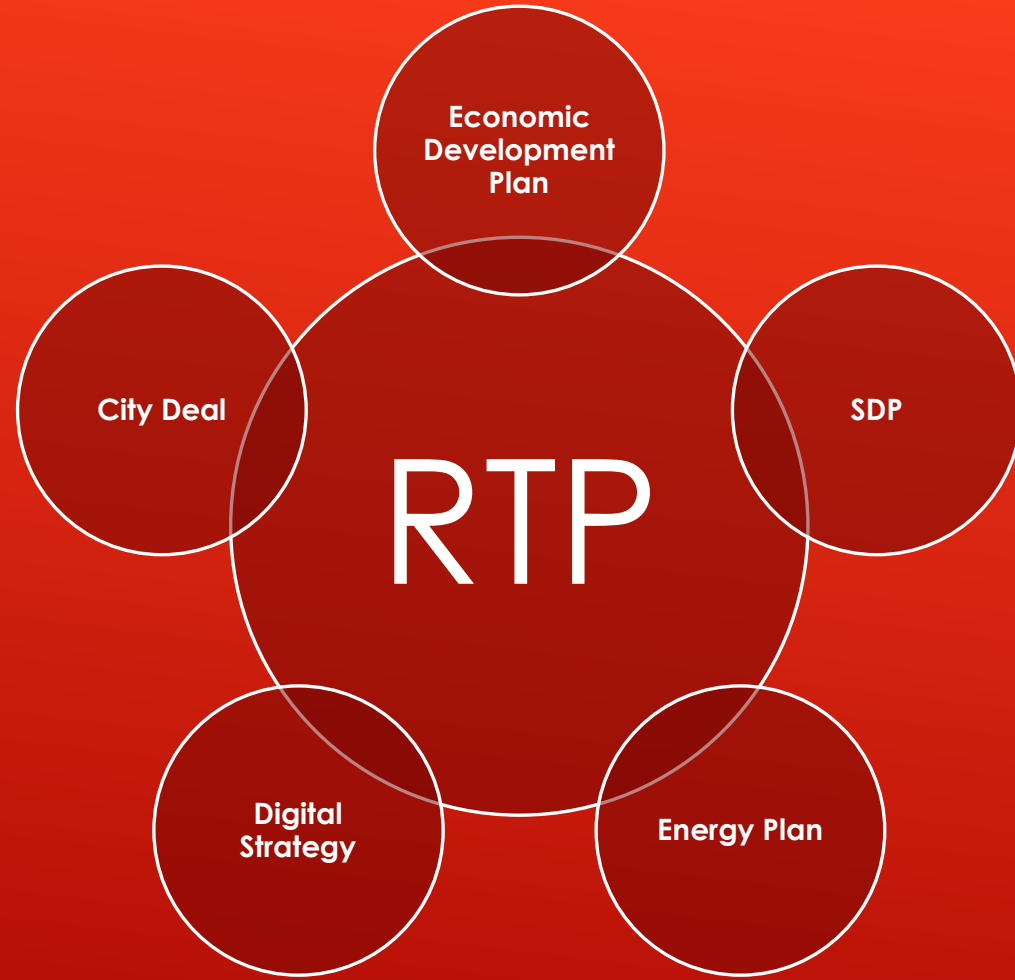 Economic
Development
Plan
City Deal
SDP
RTP
Digital
Strategy
Energy Plan